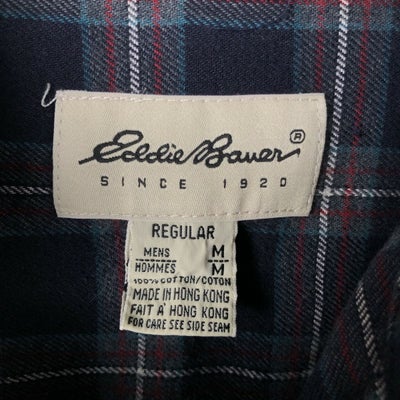 Eddie Bauer ®
SINCE 1920
REGULAR
MENS M
HOMMES M
100% COTTON/COTON
MADE IN HONG KONG
FAIT A' HONG KONG
FOR CARE SEE SIDE SEAM